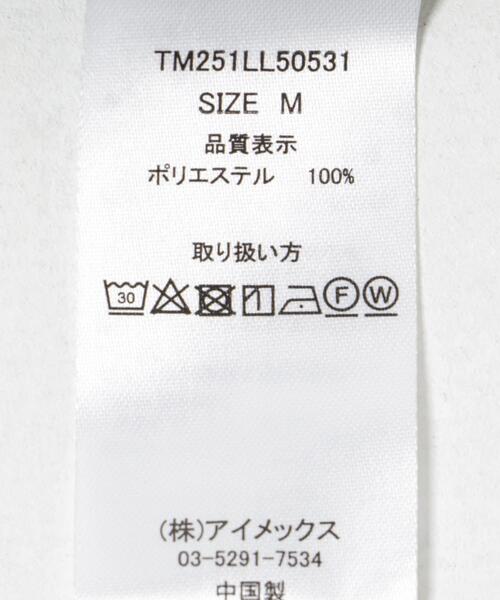 TM251LL50531
SIZE M
品質表示
ポリエステル 100%
取り扱い方
30 F W
(株)アイメックス
03-5291-7534
中国製